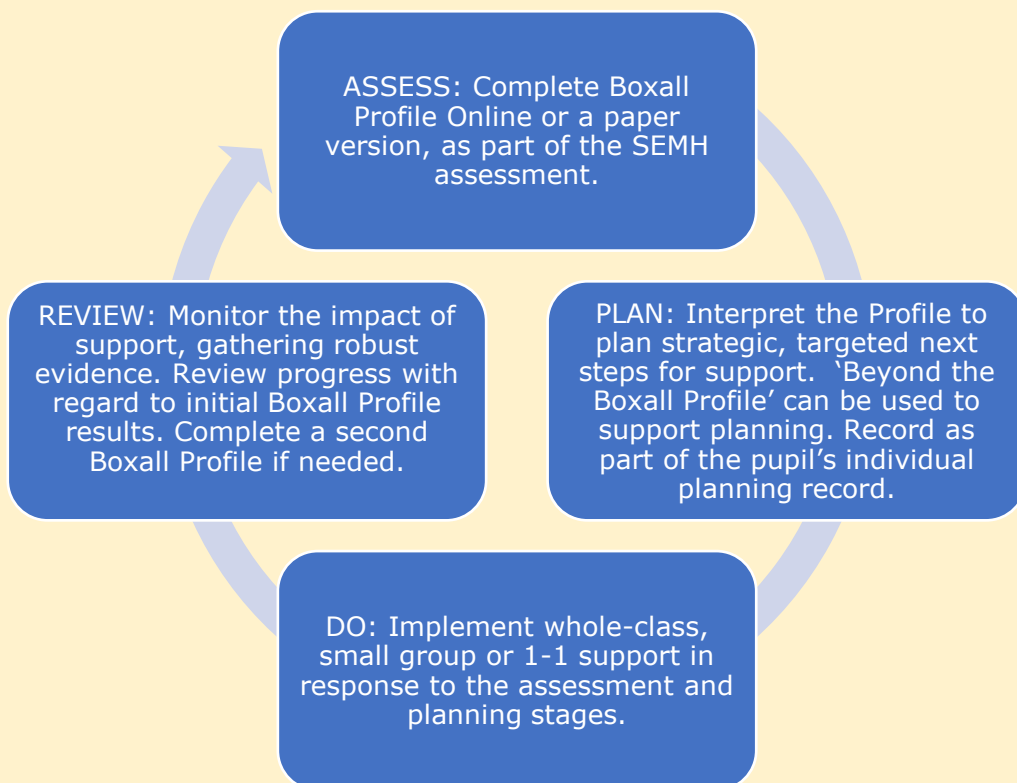 ASSESS: Complete Boxall
Profile Online or a paper
version, as part of the SEMH
assessment.
PLAN: Interpret the Profile to
plan strategic, targeted next
steps for support.  ‘Beyond the
Boxall Profile’ can be used to
support planning. Record as
part of the pupil’s individual
planning record.
DO: Implement whole-class,
small group or 1-1 support in
response to the assessment and
planning stages.
REVIEW: Monitor the impact of
support, gathering robust
evidence. Review progress with
regard to initial Boxall Profile
results. Complete a second
Boxall Profile if needed.